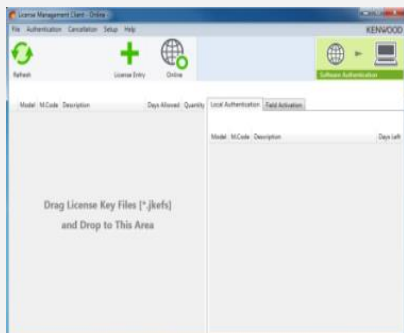 License Management Client - Online
File Authentication Cancellation Setup Help
KENWOOD
Refresh
License Entry
Online
Software Authentication
Model M.Code Description Days Allowed Quantity
Local Authentication Field Activation
Model M.Code Description Days Left
Drag License Key Files [*.jkefs]
and Drop to This Area